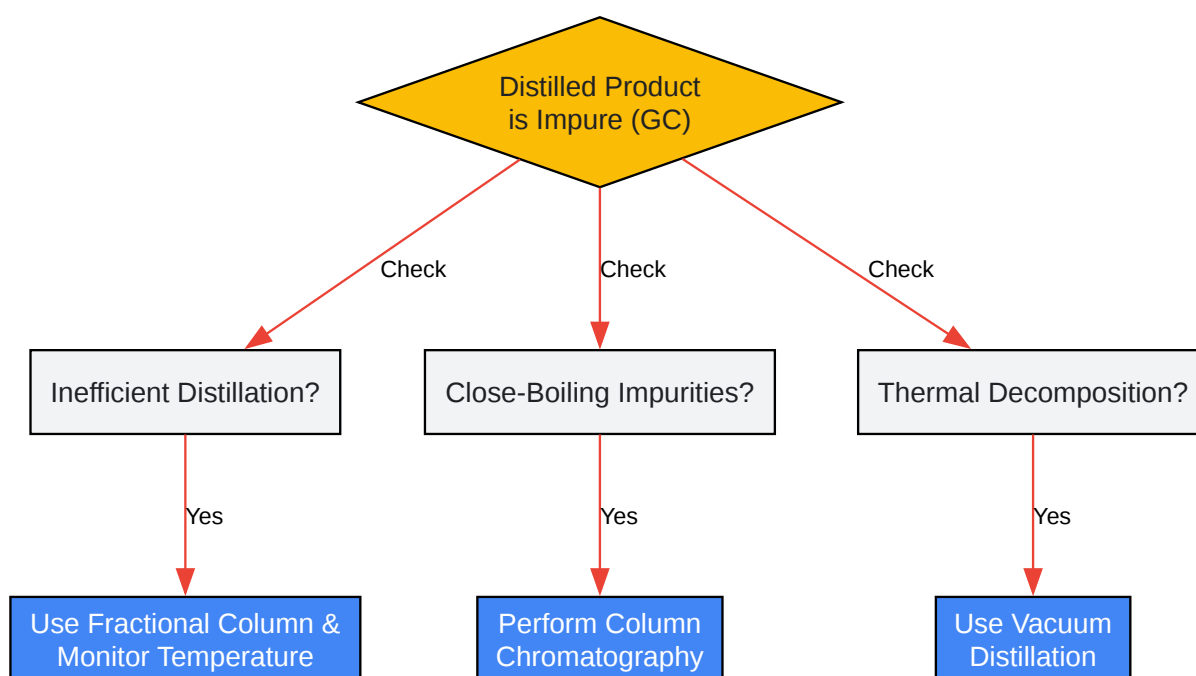 Distilled Product
is Impure (GC)
Check
Check
Check
Inefficient Distillation?
Close-Boiling Impurities?
Thermal Decomposition?
Yes
Yes
Yes
Use Fractional Column &
Monitor Temperature
Perform Column
Chromatography
Use Vacuum
Distillation